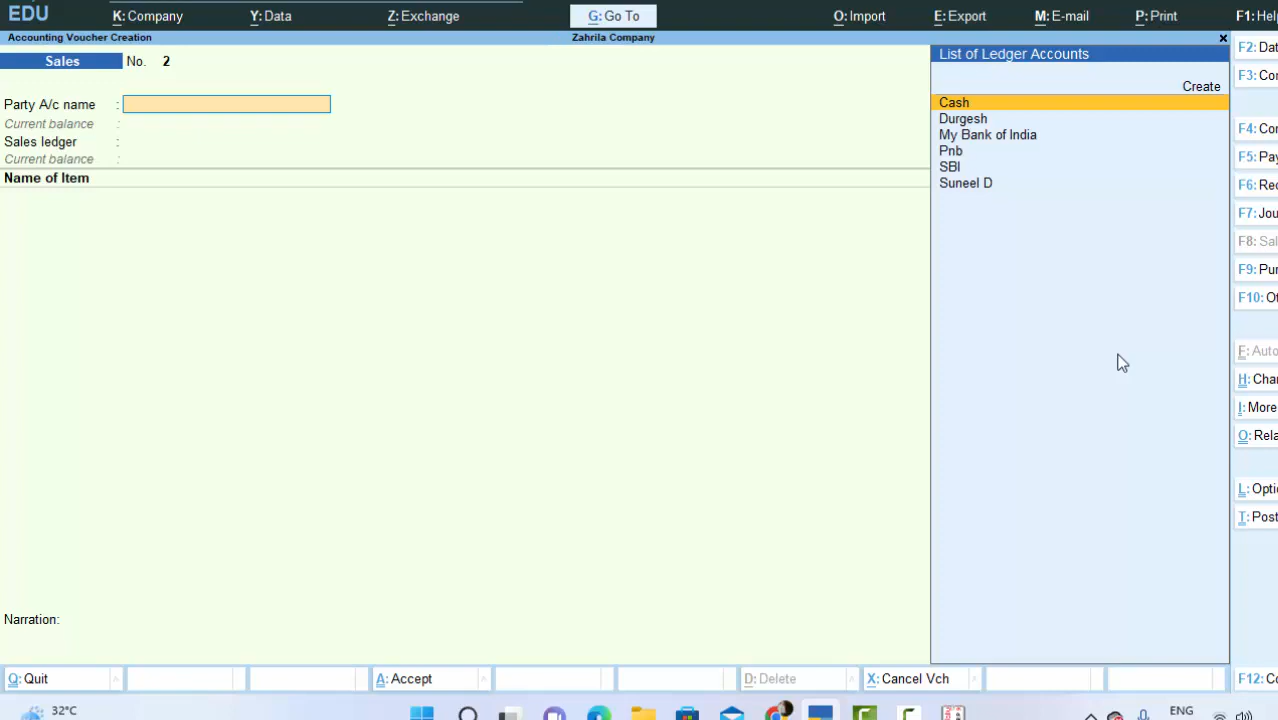 EDU K: Company Y: Data Z: Exchange G: Go To O: Import E: Export M: E-mail P: Print F1: Hel
Accounting Voucher Creation Zahrila Company x
Sales No. 2
Party A/c name :
Current balance :
Sales ledger :
Current balance :
Name of Item
Narration:
List of Ledger Accounts
Create
Cash
Durgesh
My Bank of India
Pnb
SBI
Suneel D
F2: Dat
F3: Con
F4: Con
F5: Pay
F6: Rec
F7: Jou
F8: Sal
F9: Pur
F10: Ot
E: Auto
H: Cha
I: More
O: Rela
L: Opti
T: Post
Q: Quit A: Accept D: Delete X: Cancel Vch F12: Co
32°C ENG